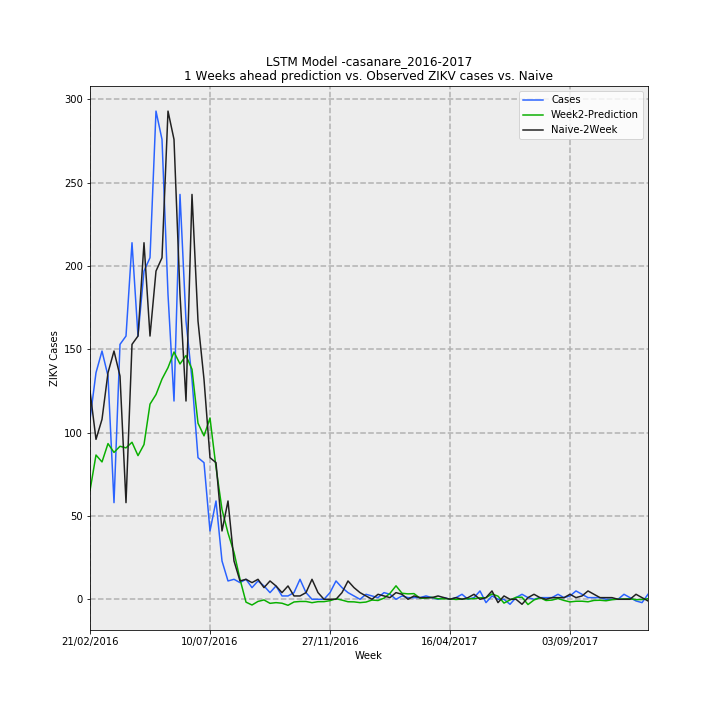 LSTM Model -casanare_2016-2017
1 Weeks ahead prediction vs. Observed ZIKV cases vs. Naive
Cases
Week2-Prediction
Naive-2Week
300
250
200
150
100
50
0
ZIKV Cases
21/02/2016
10/07/2016
27/11/2016
16/04/2017
03/09/2017
Week